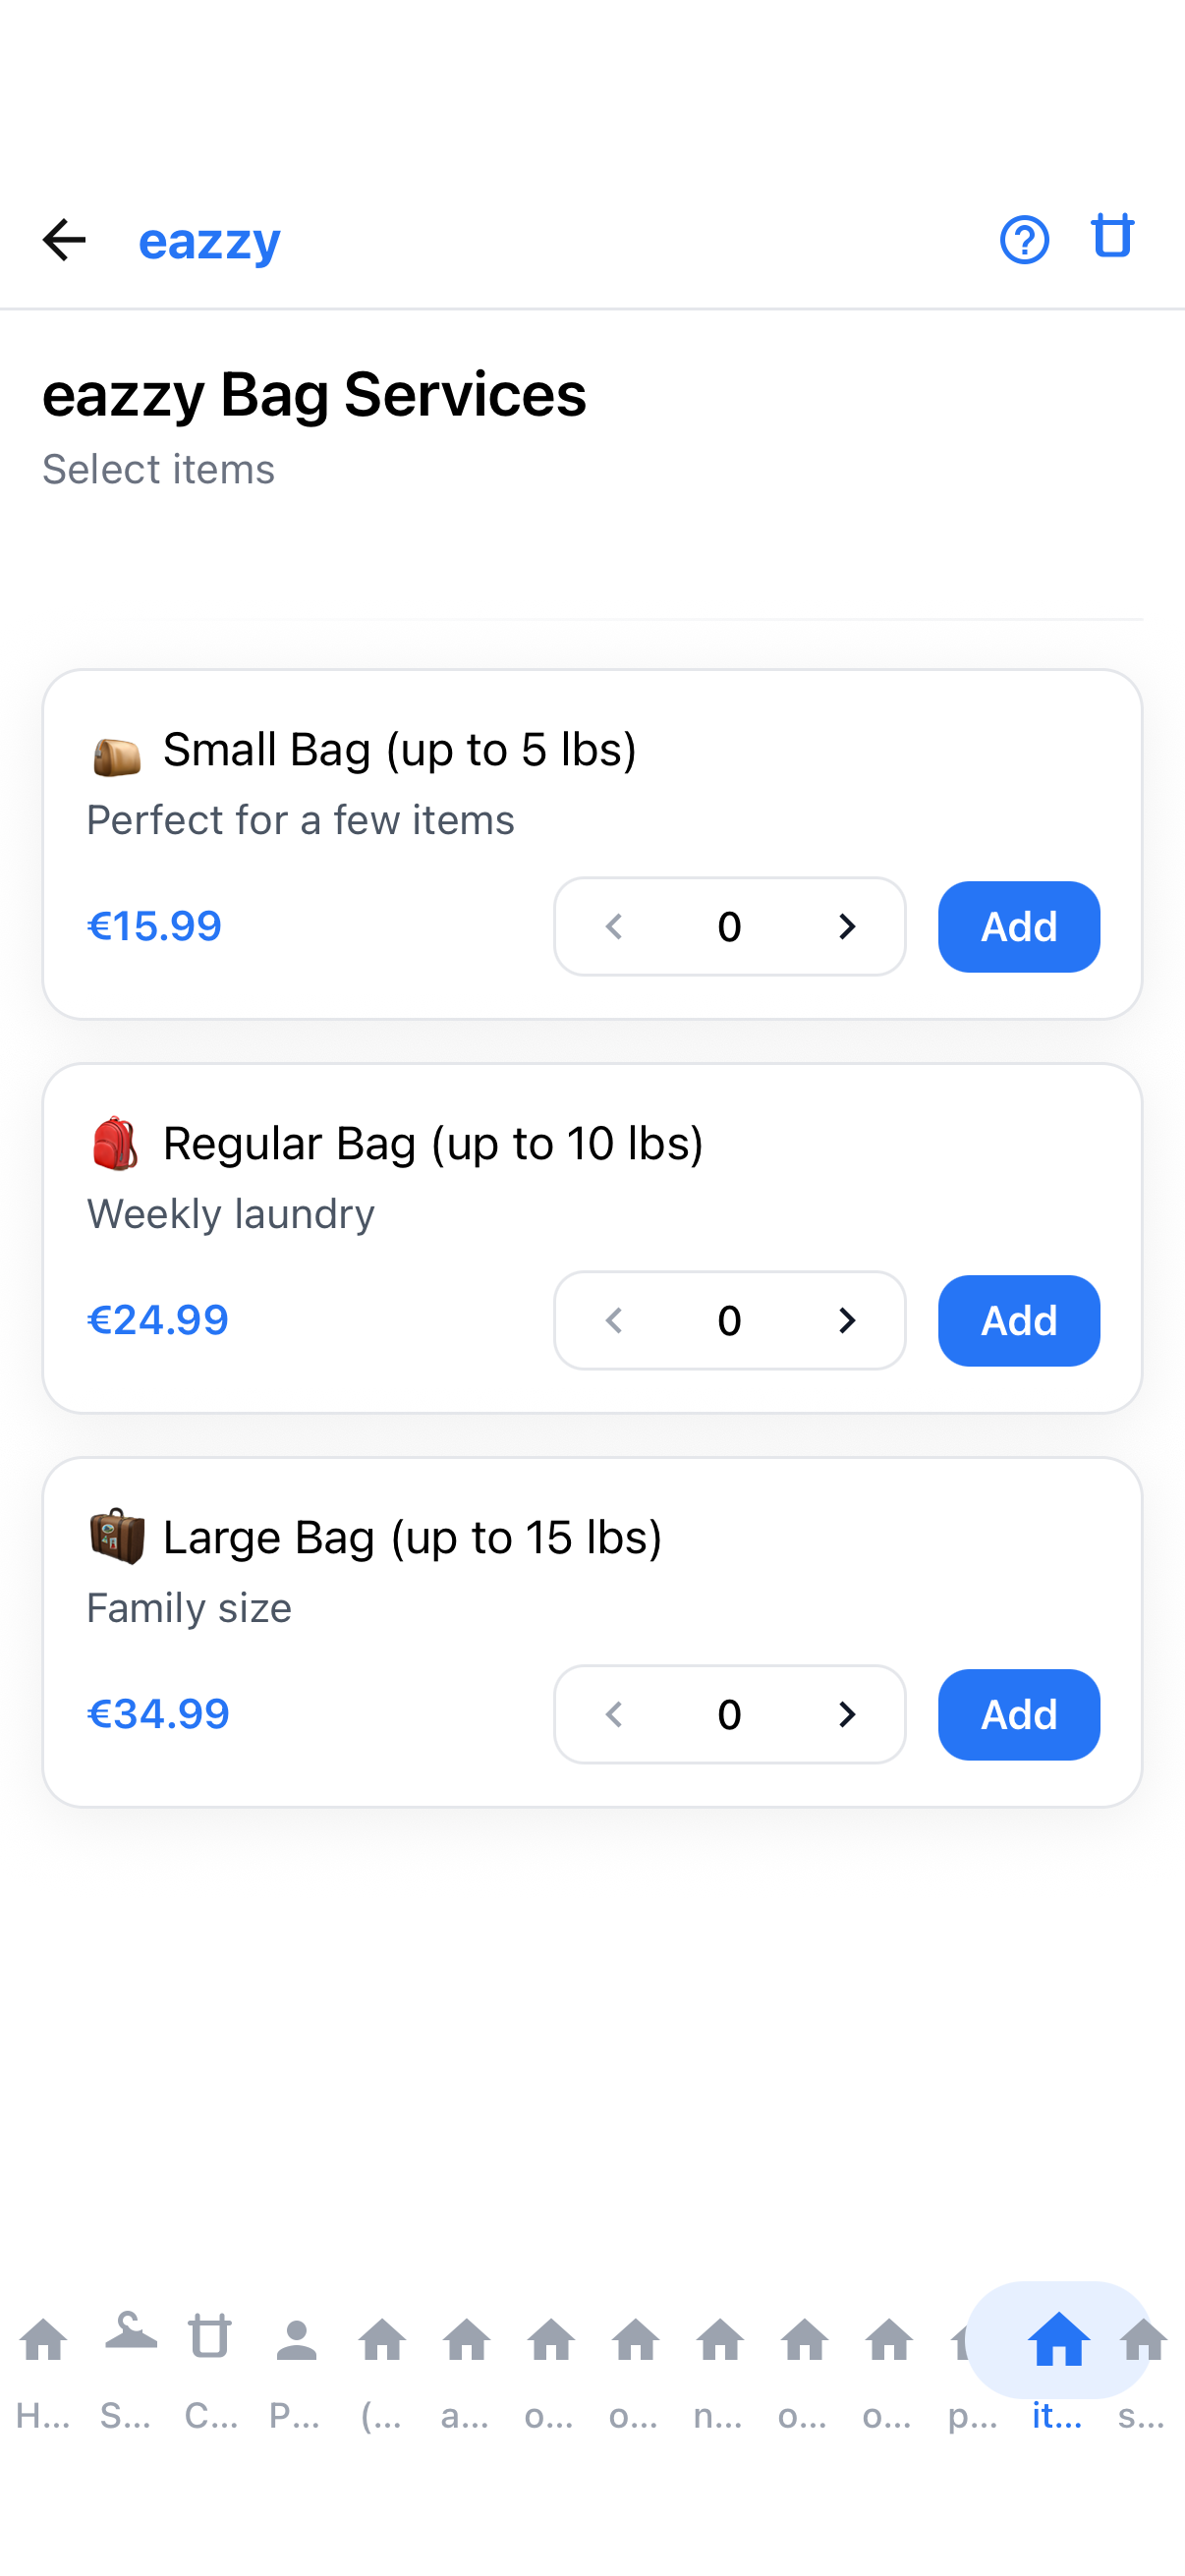 eazzy
eazzy Bag Services
Select items
Small Bag (up to 5 lbs)
Perfect for a few items
€15.99 0 Add
Regular Bag (up to 10 lbs)
Weekly laundry
€24.99 0 Add
Large Bag (up to 15 lbs)
Family size
€34.99 0 Add
H... S... C... P... (... a... o... o... n... o... o... p... it... s...